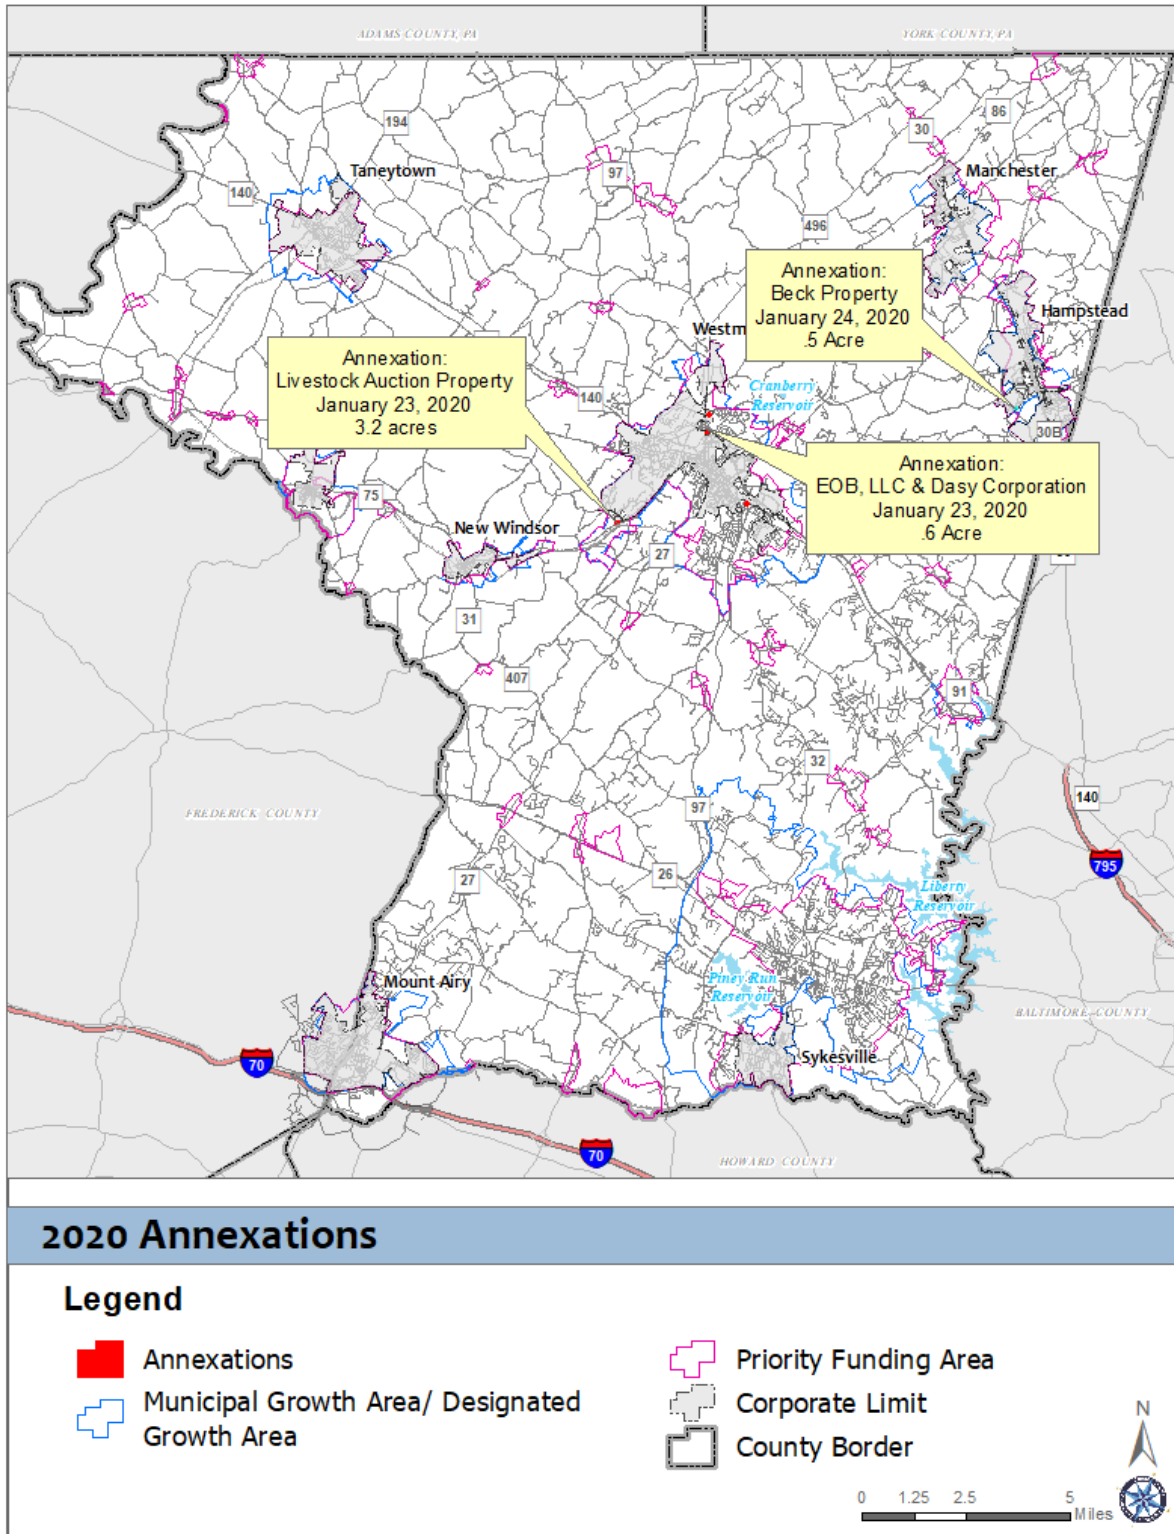 ADAMS COUNTY, PA
YORK COUNTY, PA
86
30
194
Taneytown
97
Manchester
140
496
Annexation:
Beck Property
January 24, 2020
.5 Acre
Hampstead
Westm
Annexation:
Livestock Auction Property
January 23, 2020
3.2 acres
Cranberry
Reservoir
140
30B
Annexation:
EOB, LLC & Dasy Corporation
January 23, 2020
.6 Acre
75
New Windsor
27
31
407
91
32
97
140
FREDERICK COUNTY
795
27
26
Liberty
Reservoir
Mount Airy
Piney Run
Reservoir
BALTIMORE COUNTY
Sykesville
70
70
HOWARD COUNTY
2020 Annexations
Legend
Annexations
Municipal Growth Area/ Designated
Growth Area
Priority Funding Area
Corporate Limit
County Border
N
0 1.25 2.5 5
Miles